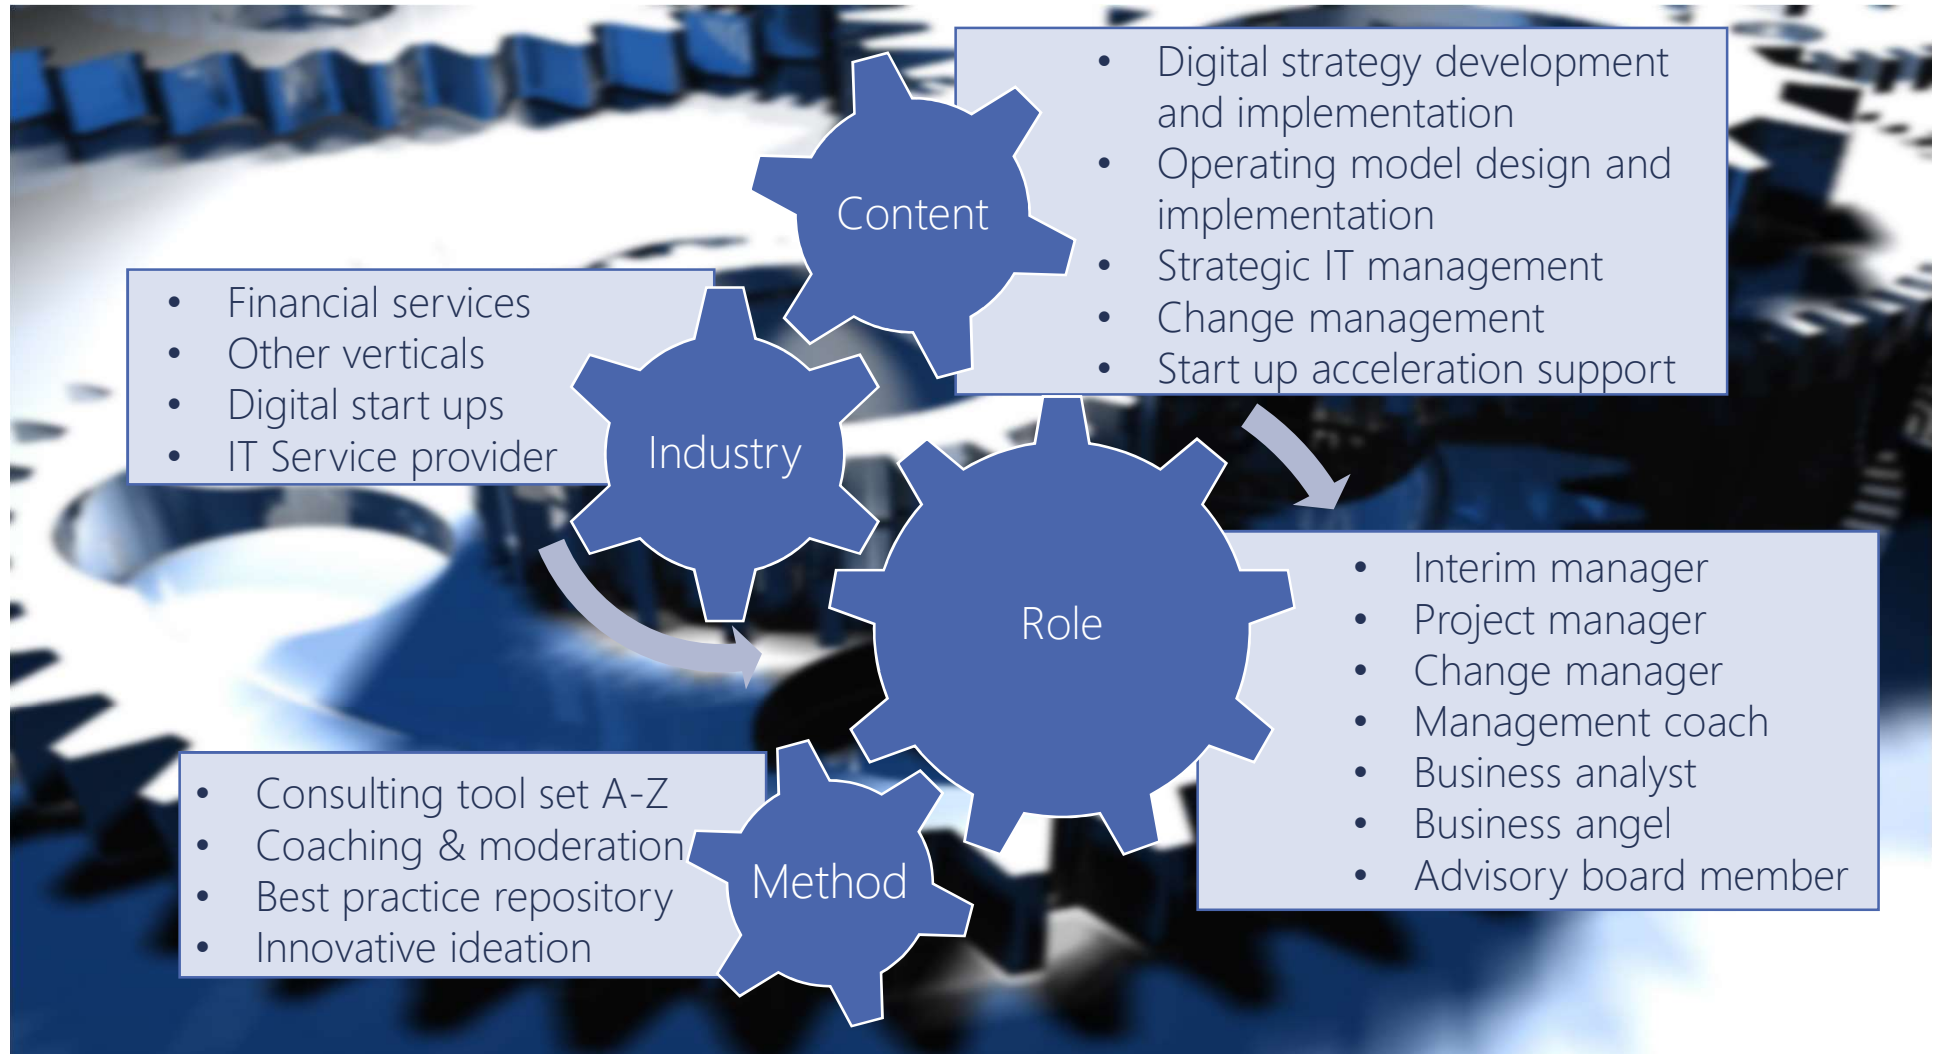 Content
• Digital strategy development
and implementation
• Operating model design and
implementation
• Strategic IT management
• Change management
• Start up acceleration support
Industry
• Financial services
• Other verticals
• Digital start ups
• IT Service provider
Role
• Interim manager
• Project manager
• Change manager
• Management coach
• Business analyst
• Business angel
• Advisory board member
Method
• Consulting tool set A-Z
• Coaching & moderation
• Best practice repository
• Innovative ideation